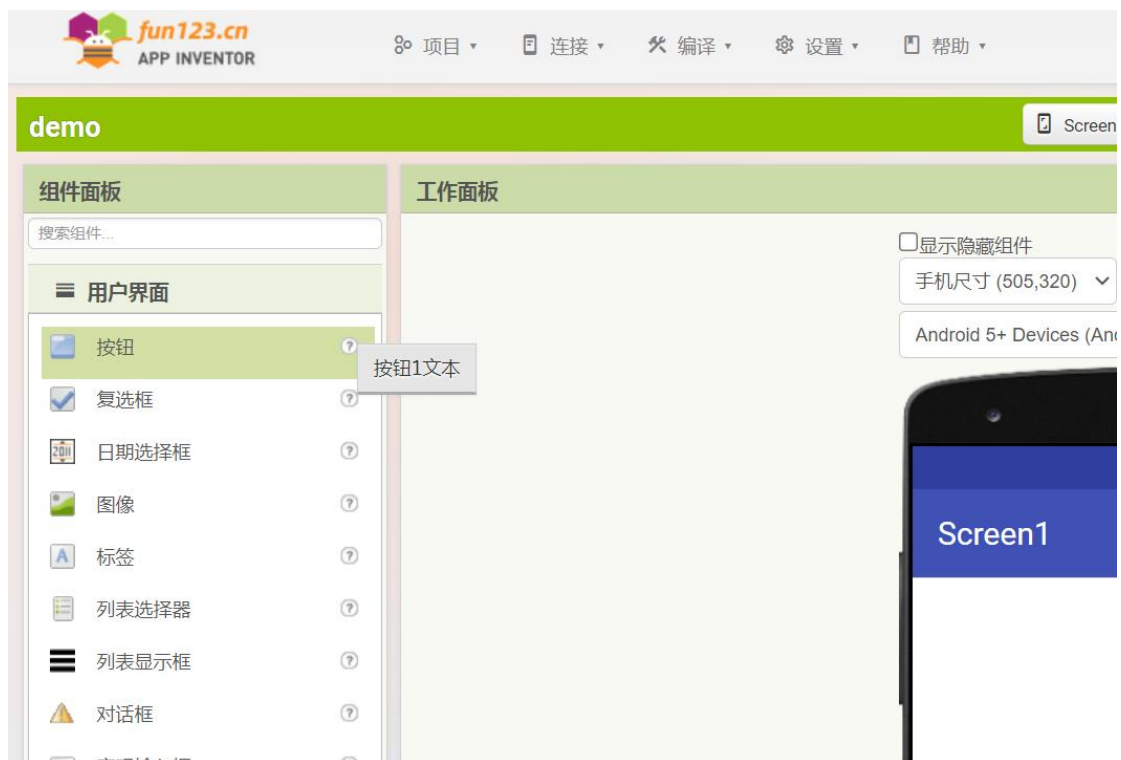 fun123.cn
APP INVENTOR
项目
连接
编译
设置
帮助
demo
Screen
组件面板
工作面板
搜索组件...
显示隐藏组件
用户界面
手机尺寸 (505,320)
按钮
按钮1文本
Android 5+ Devices (An
复选框
2011
日期选择框
图像
Screen1
A 标签
列表选择器
列表显示框
对话框